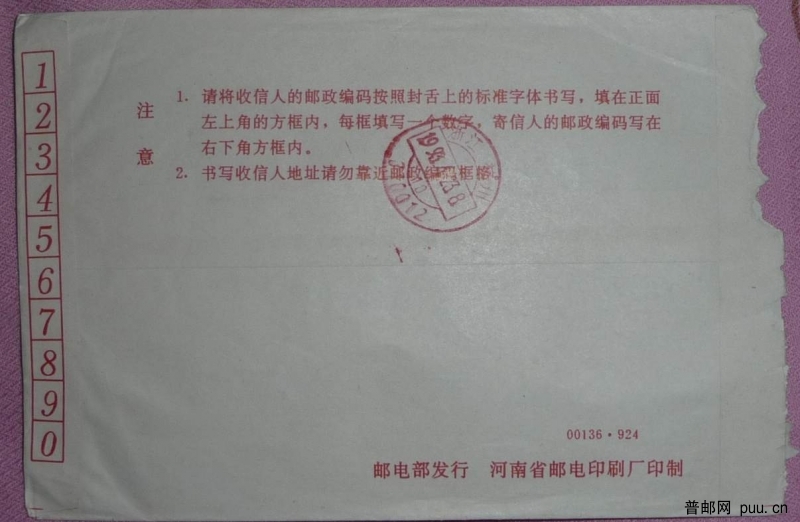 1
2
3
4
5
6
7
8
9
0
注
意
1. 请将收信人的邮政编码按照封舌上的标准字体书写，填在正面
左上角的方框内，每框填写一个数字，寄信人的邮政编码写在
右下角方框内。
2. 书写收信人地址请勿靠近邮政编码框格
浙江
00136·924
邮电部发行 河南省邮电印刷厂印制
普邮网 puu.cn